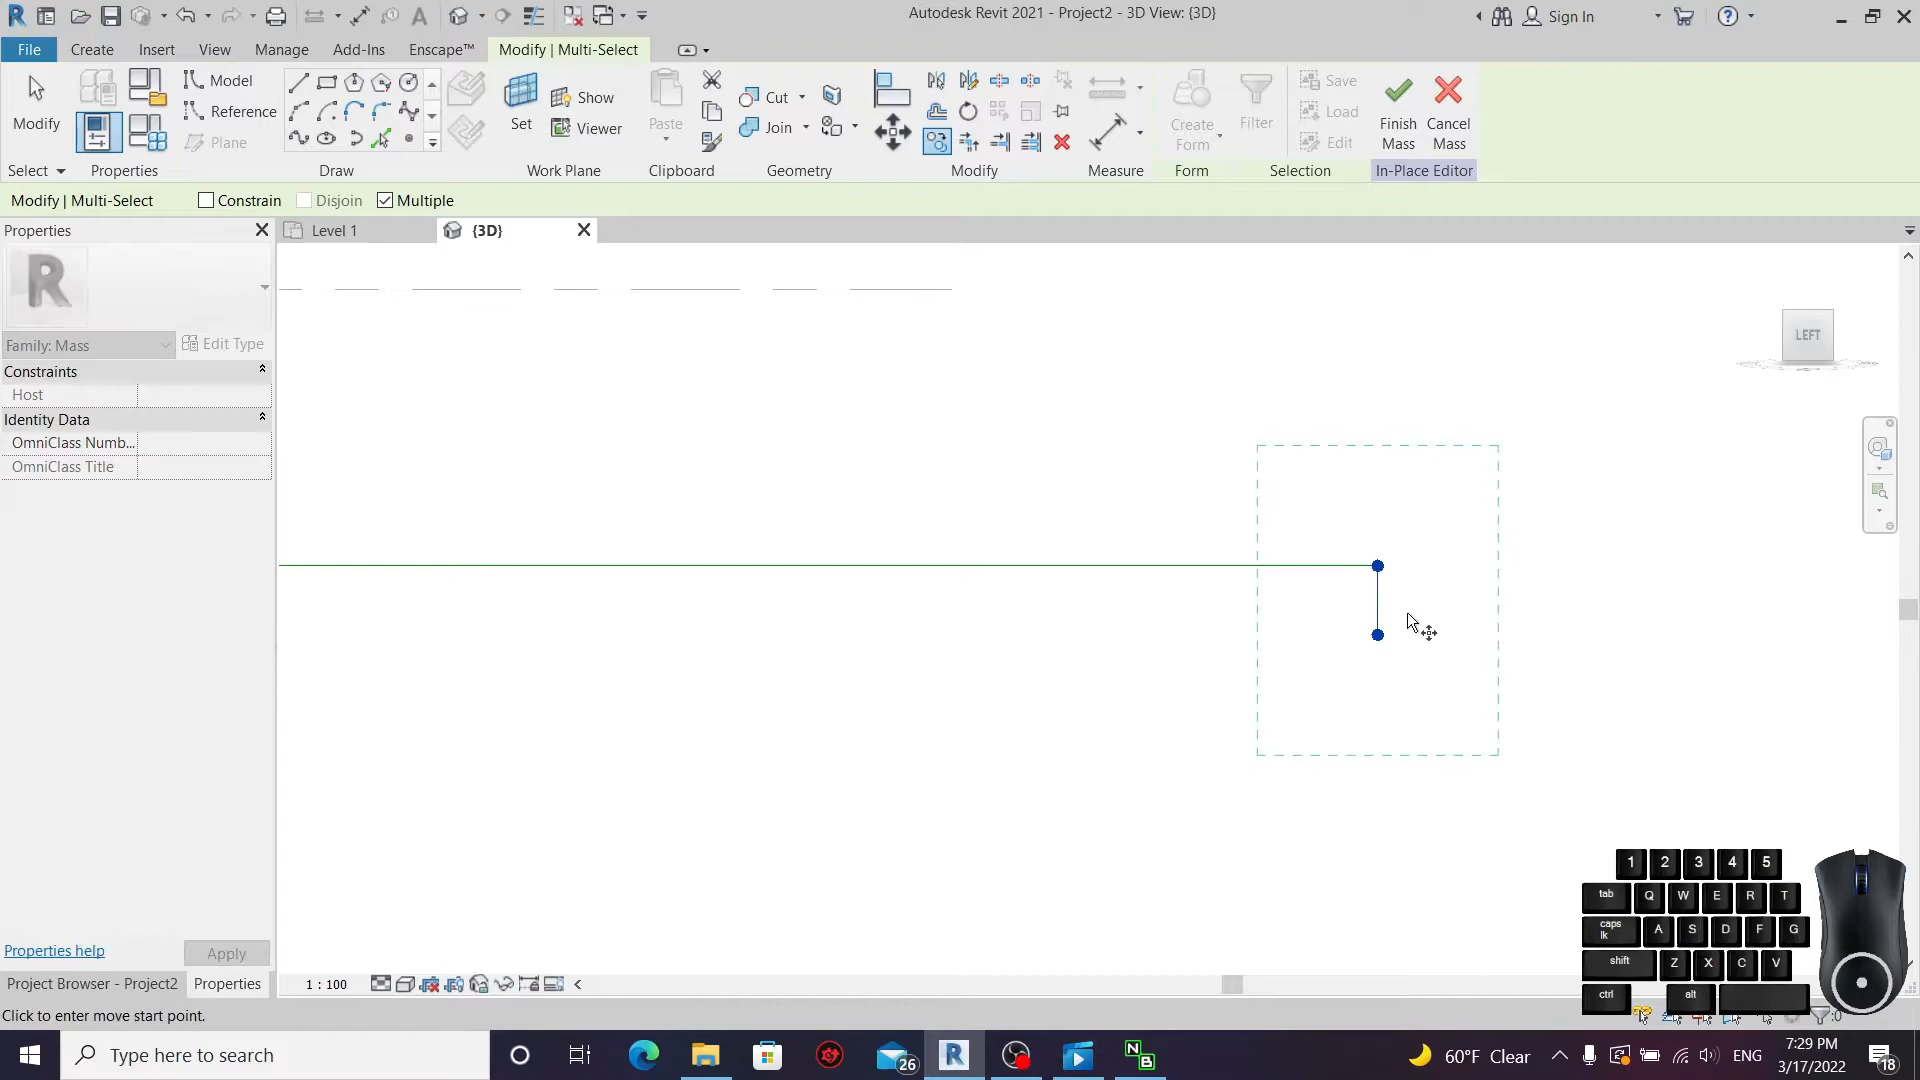 Autodesk Revit 2021 - Project2 - 3D View: {3D}
Sign In
File
Create
Insert
View
Manage
Add-Ins
Enscape™
Modify | Multi-Select
Modify
Model
Reference
Plane
Set
Show
Viewer
Paste
Cut
Join
Create
Form
Filter
Save
Load
Edit
Finish
Mass
Cancel
Mass
Select
Properties
Draw
Work Plane
Clipboard
Geometry
Modify
Measure
Form
Selection
In-Place Editor
Modify | Multi-Select
Constrain
Disjoin
Multiple
Properties
Level 1
{3D}
R
Family: Mass
Edit Type
Constraints
Host
Identity Data
OmniClass Numb...
OmniClass Title
LEFT
1 2 3 4 5
tab Q W E R T
caps lk A S D F G
shift Z X C V
ctrl alt
Properties help
Apply
Project Browser - Project2
Properties
1 : 100
Click to enter move start point.
:0
Type here to search
26
R
N
B
60°F Clear
ENG
7:29 PM
3/17/2022
18